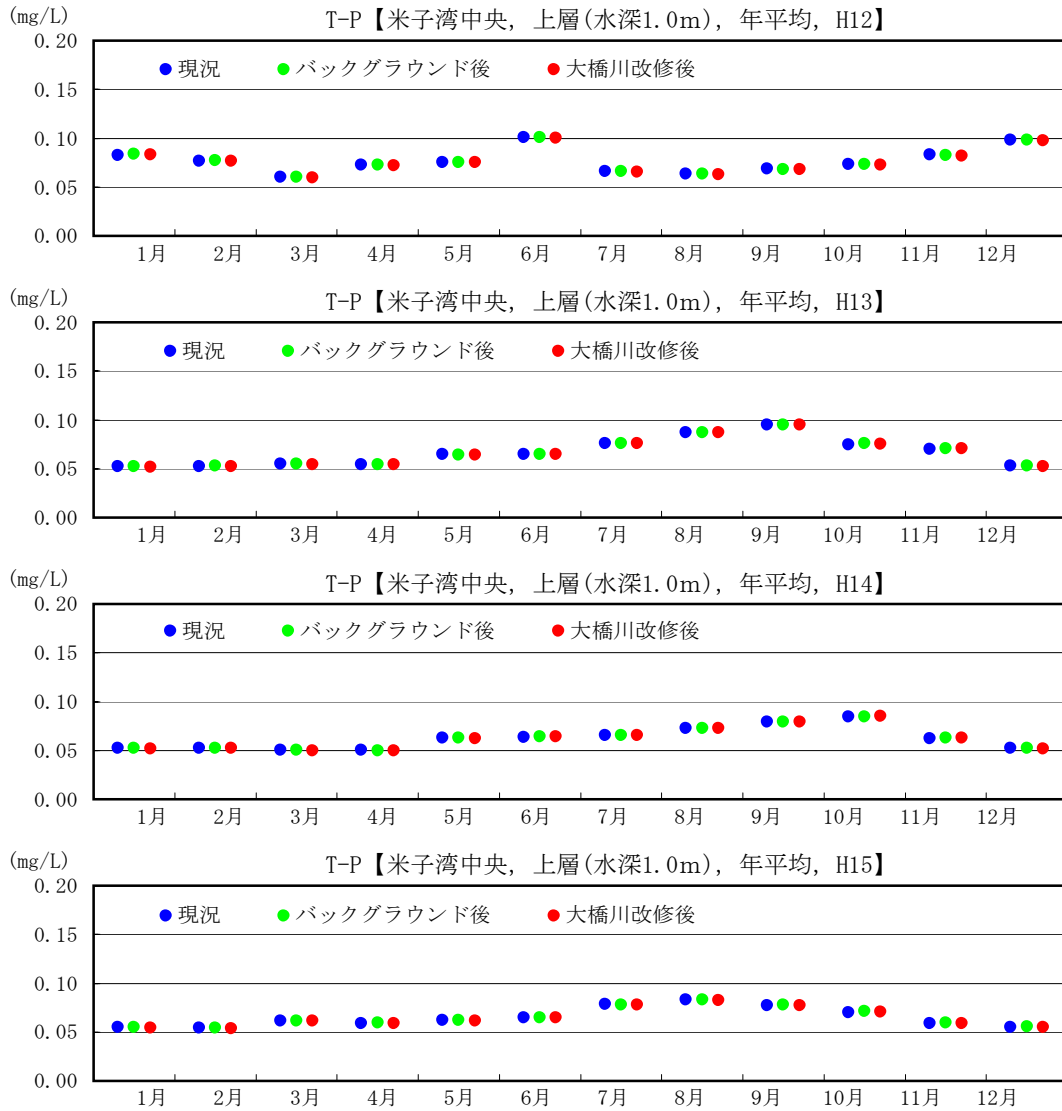 (mg/L) T-P【米子湾中央, 上層(水深1.0m), 年平均, H12】
0.20
現況 バックグラウンド後 大橋川改修後
0.15
0.10
0.05
0.00
1月 2月 3月 4月 5月 6月 7月 8月 9月 10月 11月 12月
(mg/L) T-P【米子湾中央, 上層(水深1.0m), 年平均, H13】
0.20
現況 バックグラウンド後 大橋川改修後
0.15
0.10
0.05
0.00
1月 2月 3月 4月 5月 6月 7月 8月 9月 10月 11月 12月
(mg/L) T-P【米子湾中央, 上層(水深1.0m), 年平均, H14】
0.20
現況 バックグラウンド後 大橋川改修後
0.15
0.10
0.05
0.00
1月 2月 3月 4月 5月 6月 7月 8月 9月 10月 11月 12月
(mg/L) T-P【米子湾中央, 上層(水深1.0m), 年平均, H15】
0.20
現況 バックグラウンド後 大橋川改修後
0.15
0.10
0.05
0.00
1月 2月 3月 4月 5月 6月 7月 8月 9月 10月 11月 12月